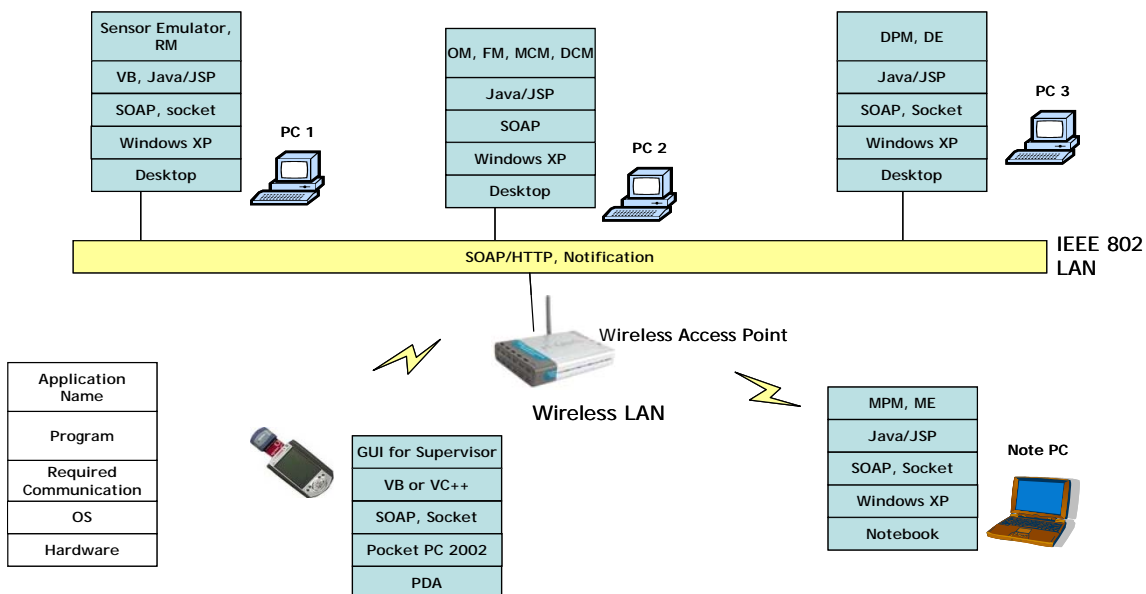 Sensor Emulator,
RM
VB, Java/JSP
SOAP, socket
Windows XP
Desktop
PC 1
OM, FM, MCM, DCM
Java/JSP
SOAP
Windows XP
Desktop
PC 2
DPM, DE
Java/JSP
SOAP, Socket
Windows XP
Desktop
PC 3
SOAP/HTTP, Notification
IEEE 802
LAN
Wireless Access Point
Wireless LAN
Application
Name
Program
Required
Communication
OS
Hardware
GUI for Supervisor
VB or VC++
SOAP, Socket
Pocket PC 2002
PDA
MPM, ME
Java/JSP
SOAP, Socket
Windows XP
Notebook
Note PC